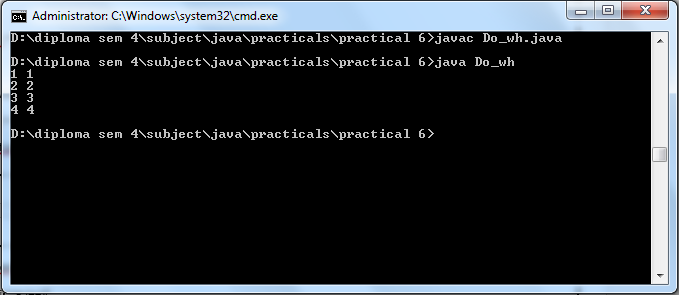 Administrator: C:\Windows\system32\cmd.exe
D:\diploma sem 4\subject\java\practicals\practical 6>javac Do_wh.java
D:\diploma sem 4\subject\java\practicals\practical 6>java Do_wh
1 1
2 2
3 3
4 4
D:\diploma sem 4\subject\java\practicals\practical 6>